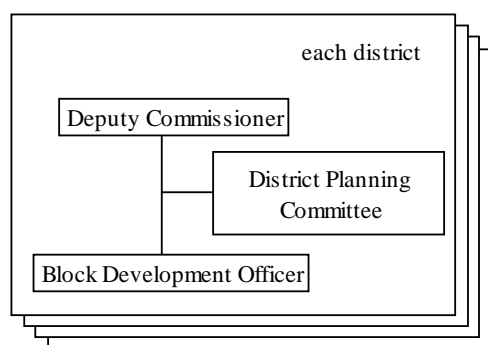 each district
Deputy Commissioner
District Planning
Committee
Block Development Officer